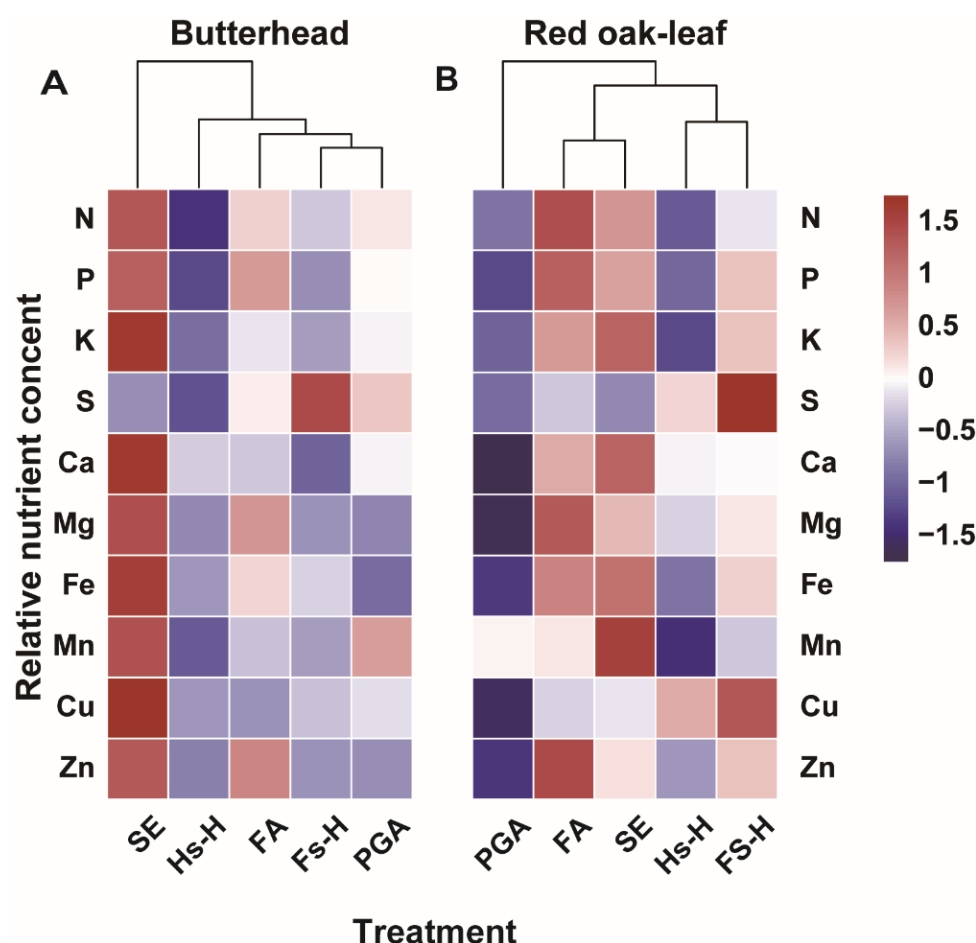 Butterhead
Red oak-leaf
A
B
Relative nutrient concent
N
P
K
S
Ca
Mg
Fe
Mn
Cu
Zn
SE
Hs-H
FA
Fs-H
PGA
N
P
K
S
Ca
Mg
Fe
Mn
Cu
Zn
PGA
FA
SE
Hs-H
FS-H
1.5
1
0.5
0
−0.5
−1
−1.5
Treatment